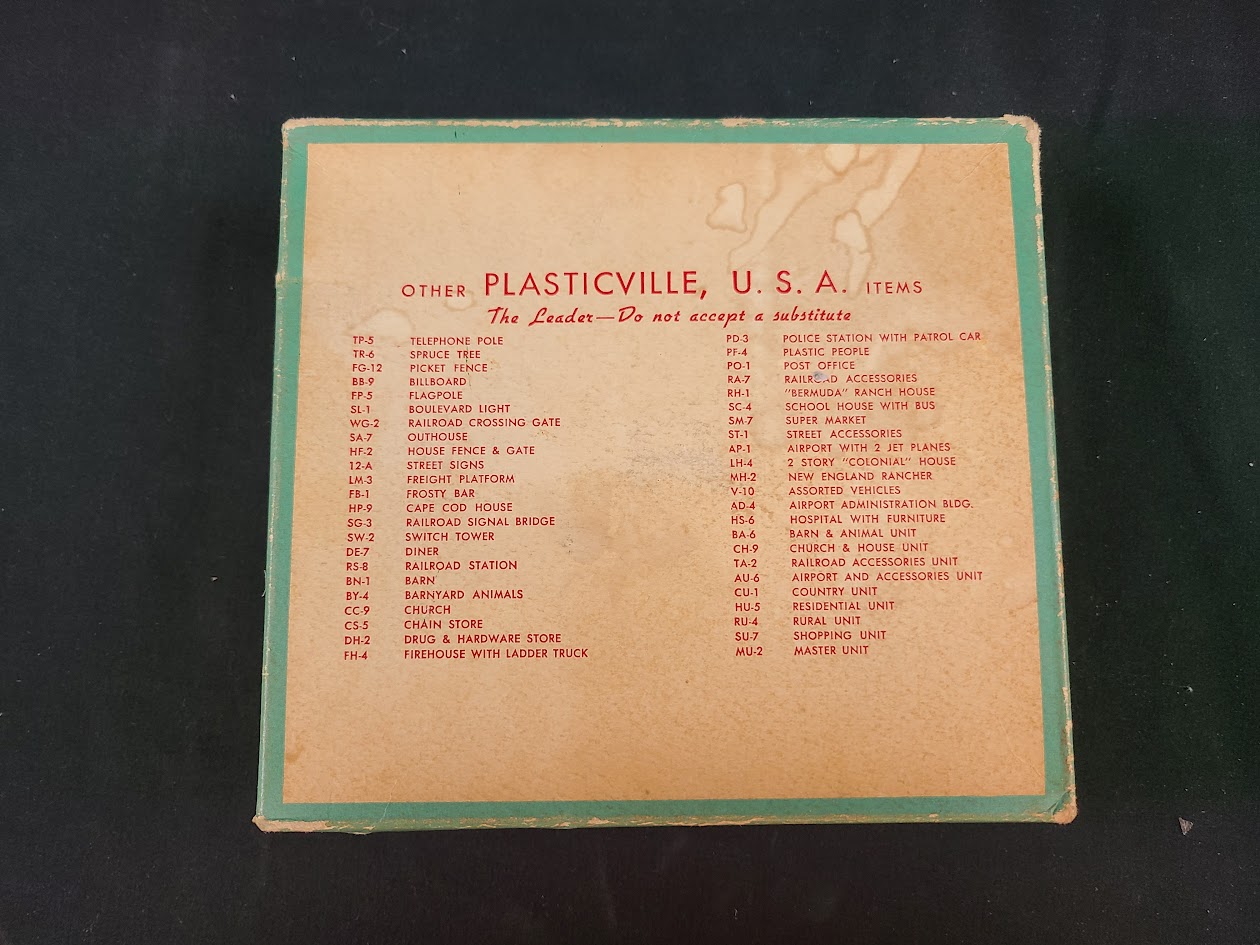 OTHER PLASTICVILLE, U. S. A. ITEMS
The Leader—Do not accept a substitute
TP-5 TELEPHONE POLE
TR-6 SPRUCE TREE
FG-12 PICKET FENCE
BB-9 BILLBOARD
FP-5 FLAGPOLE
SL-1 BOULEVARD LIGHT
WG-2 RAILROAD CROSSING GATE
SA-7 OUTHOUSE
HF-2 HOUSE FENCE & GATE
12-A STREET SIGNS
LM-3 FREIGHT PLATFORM
FB-1 FROSTY BAR
HP-9 CAPE COD HOUSE
SG-3 RAILROAD SIGNAL BRIDGE
SW-2 SWITCH TOWER
DE-7 DINER
RS-8 RAILROAD STATION
BN-1 BARN
BY-4 BARNYARD ANIMALS
CC-9 CHURCH
CS-5 CHAIN STORE
DH-2 DRUG & HARDWARE STORE
FH-4 FIREHOUSE WITH LADDER TRUCK
PD-3 POLICE STATION WITH PATROL CAR
PF-4 PLASTIC PEOPLE
PO-1 POST OFFICE
RA-7 RAILROAD ACCESSORIES
RH-1 "BERMUDA" RANCH HOUSE
SC-4 SCHOOL HOUSE WITH BUS
SM-7 SUPER MARKET
ST-1 STREET ACCESSORIES
AP-1 AIRPORT WITH 2 JET PLANES
LH-4 2 STORY "COLONIAL" HOUSE
MH-2 NEW ENGLAND RANCHER
V-10 ASSORTED VEHICLES
AD-4 AIRPORT ADMINISTRATION BLDG.
HS-6 HOSPITAL WITH FURNITURE
BA-6 BARN & ANIMAL UNIT
CH-9 CHURCH & HOUSE UNIT
TA-2 RAILROAD ACCESSORIES UNIT
AU-6 AIRPORT AND ACCESSORIES UNIT
CU-1 COUNTRY UNIT
HU-5 RESIDENTIAL UNIT
RU-4 RURAL UNIT
SU-7 SHOPPING UNIT
MU-2 MASTER UNIT